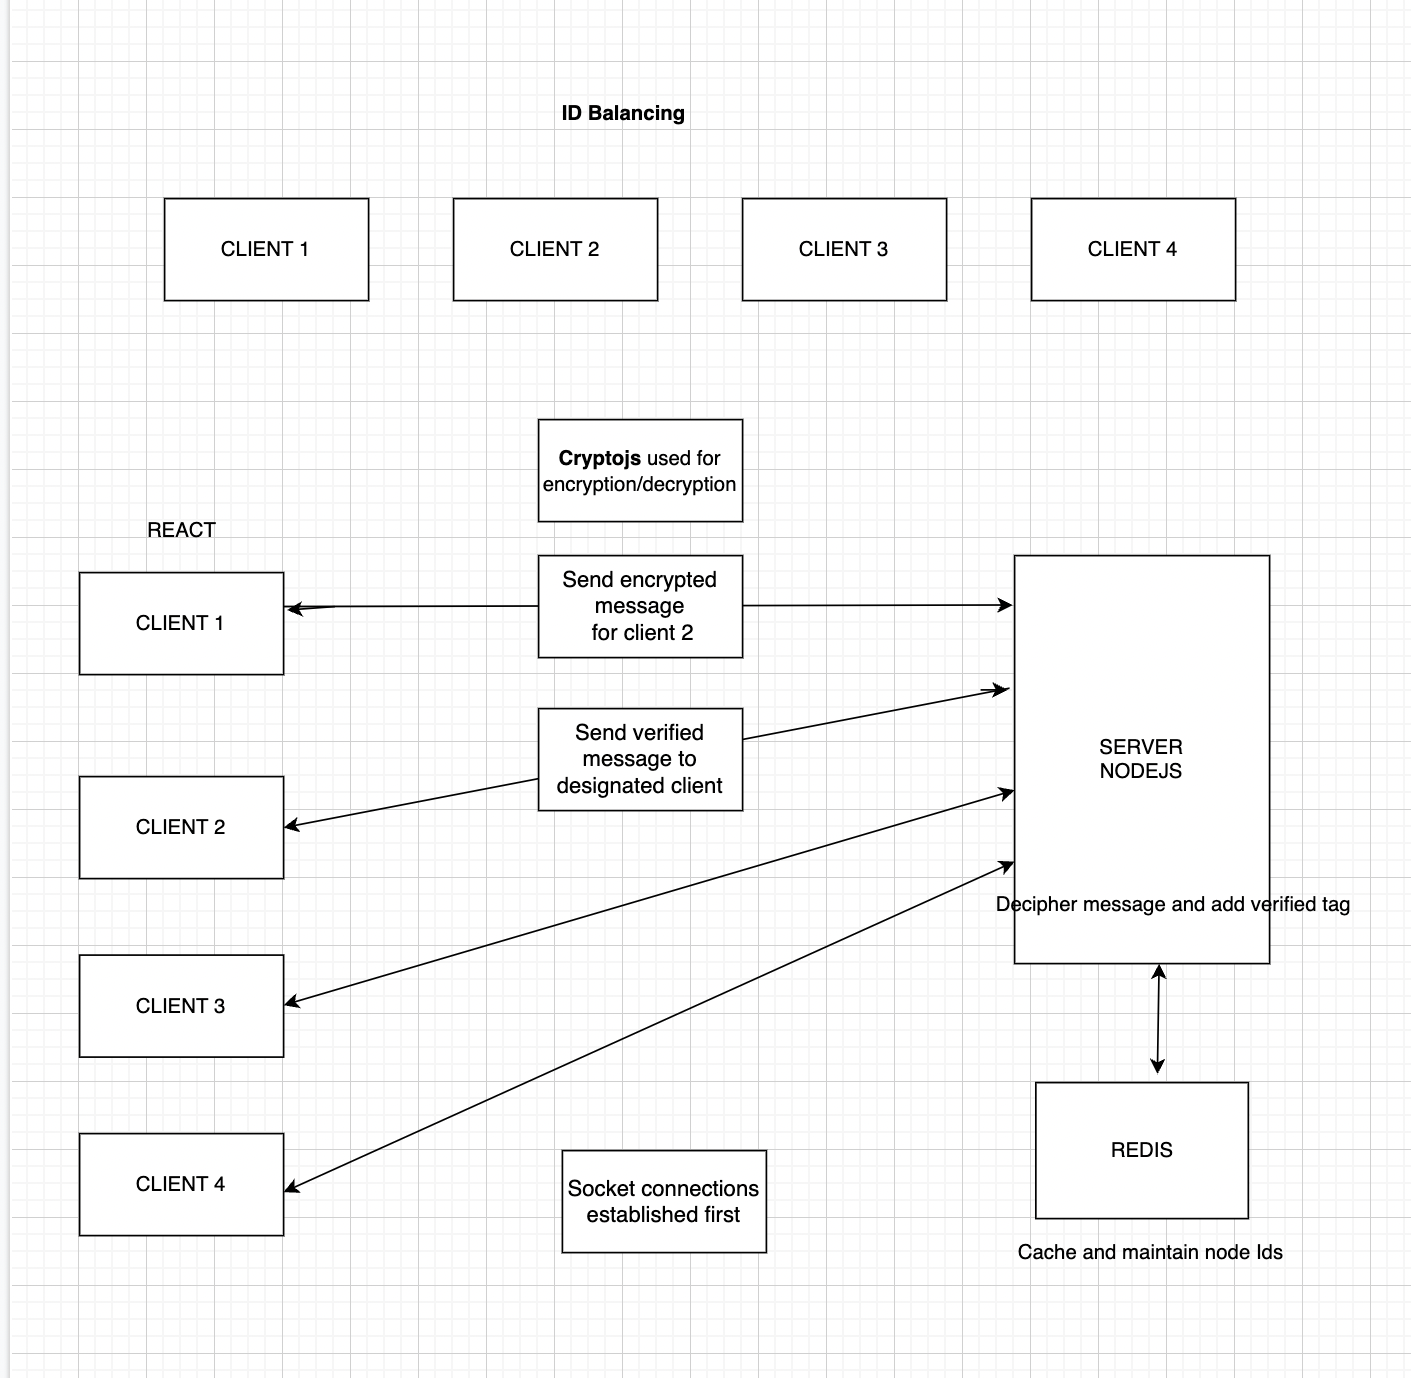 ID Balancing
CLIENT 1
CLIENT 2
CLIENT 3
CLIENT 4
Cryptojs used for
encryption/decryption
REACT
CLIENT 1
Send encrypted
message
for client 2
Send verified
message to
designated client
SERVER
NODEJS
CLIENT 2
Decipher message and add verified tag
CLIENT 3
REDIS
CLIENT 4
Socket connections
established first
Cache and maintain node Ids